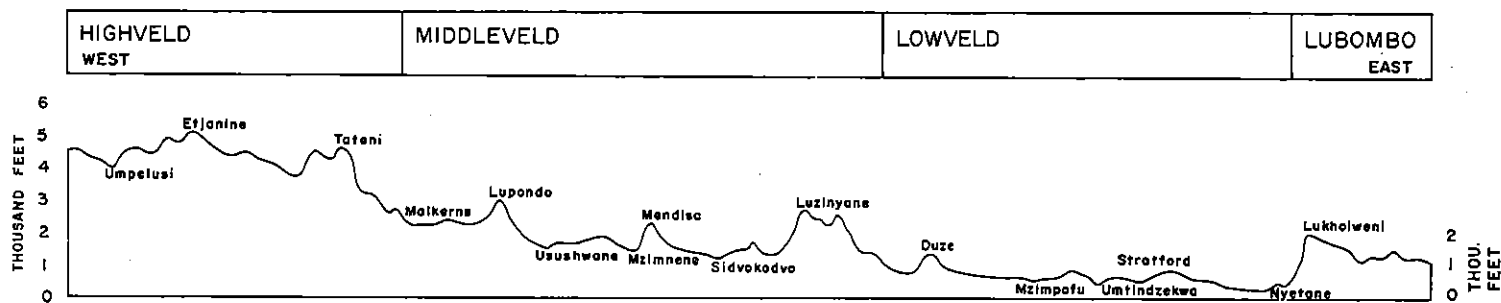 HIGHVELD MIDDLEVELD LOWVELD LUBOMBO
WEST EAST
THOUSAND FEET
6
5
4
3
2
1
0
Etjanine
Tateni
Umpelusi
Malkerns
Lupondo
Usushwane
Mendisa
Mzimnene
Sidvokodvo
Luzinyane
Duze
Mzimpofu
Umtindzekwa
Stratford
Nyetane
Lukholweni
2
1
0
THOU.
FEET